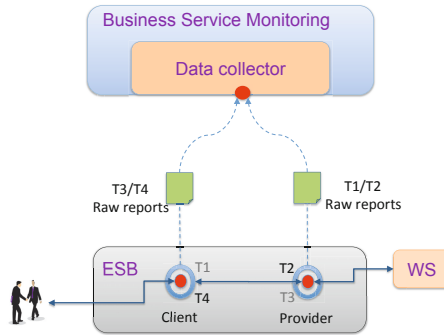 Business Service Monitoring
Data collector
T3/T4
Raw reports
T1/T2
Raw reports
ESB
T1
T4
Client
T2
T3
Provider
WS